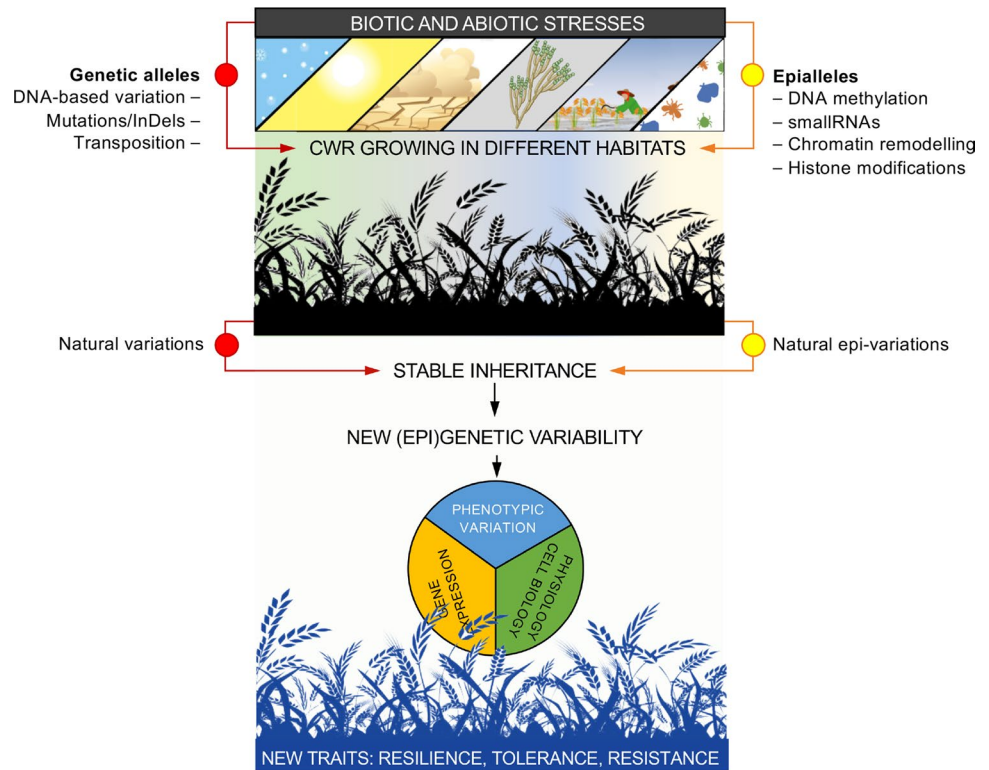 BIOTIC AND ABIOTIC STRESSES
Genetic alleles
DNA-based variation –
Mutations/InDels –
Transposition –
Epialleles
– DNA methylation
– smallRNAs
– Chromatin remodelling
– Histone modifications
CWR GROWING IN DIFFERENT HABITATS
Natural variations
Natural epi-variations
STABLE INHERITANCE
NEW (EPI)GENETIC VARIABILITY
PHENOTYPIC
VARIATION
GENE
EXPRESSION
PHYSIOLOGY
CELL BIOLOGY
NEW TRAITS: RESILIENCE, TOLERANCE, RESISTANCE